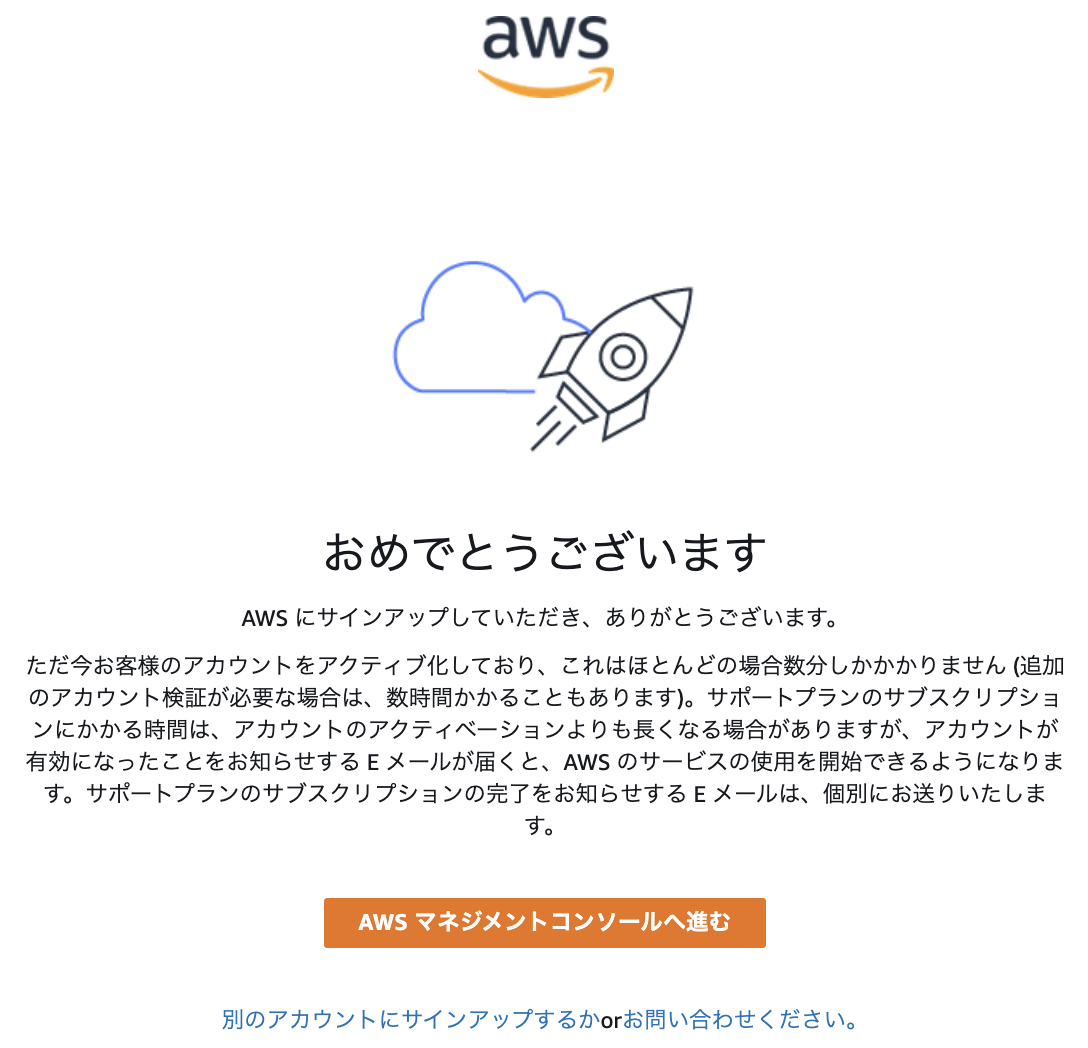 aws
おめでとうございます
AWS にサインアップしていただき、ありがとうございます。
ただ今お客様のアカウントをアクティブ化しており、これはほとんどの場合数分しかかかりません (追加
のアカウント検証が必要な場合は、数時間かかることもあります)。サポートプランのサブスクリプショ
ンにかかる時間は、アカウントのアクティベーションよりも長くなる場合がありますが、アカウントが
有効になったことをお知らせする E メールが届くと、AWS のサービスの使用を開始できるようになりま
す。サポートプランのサブスクリプションの完了をお知らせする E メールは、個別にお送りいたしま
す。
AWS マネジメントコンソールへ進む
別のアカウントにサインアップするかorお問い合わせください。